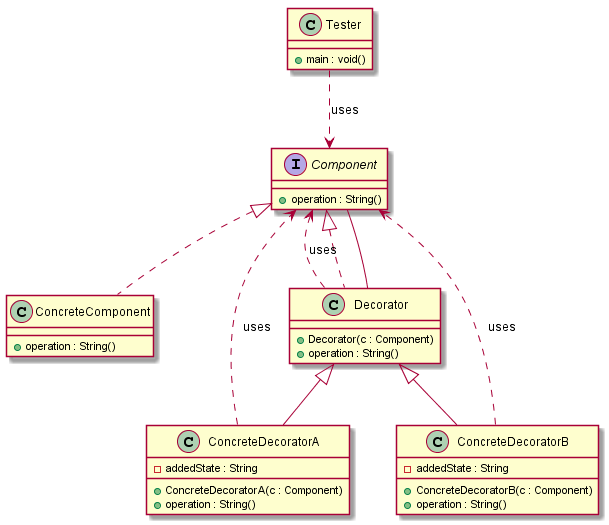 C Tester
main : void()
uses
I Component
operation : String()
uses
C ConcreteComponent
operation : String()
C Decorator
Decorator(c : Component)
operation : String()
uses
uses
C ConcreteDecoratorA
addedState : String
ConcreteDecoratorA(c : Component)
operation : String()
C ConcreteDecoratorB
addedState : String
ConcreteDecoratorB(c : Component)
operation : String()